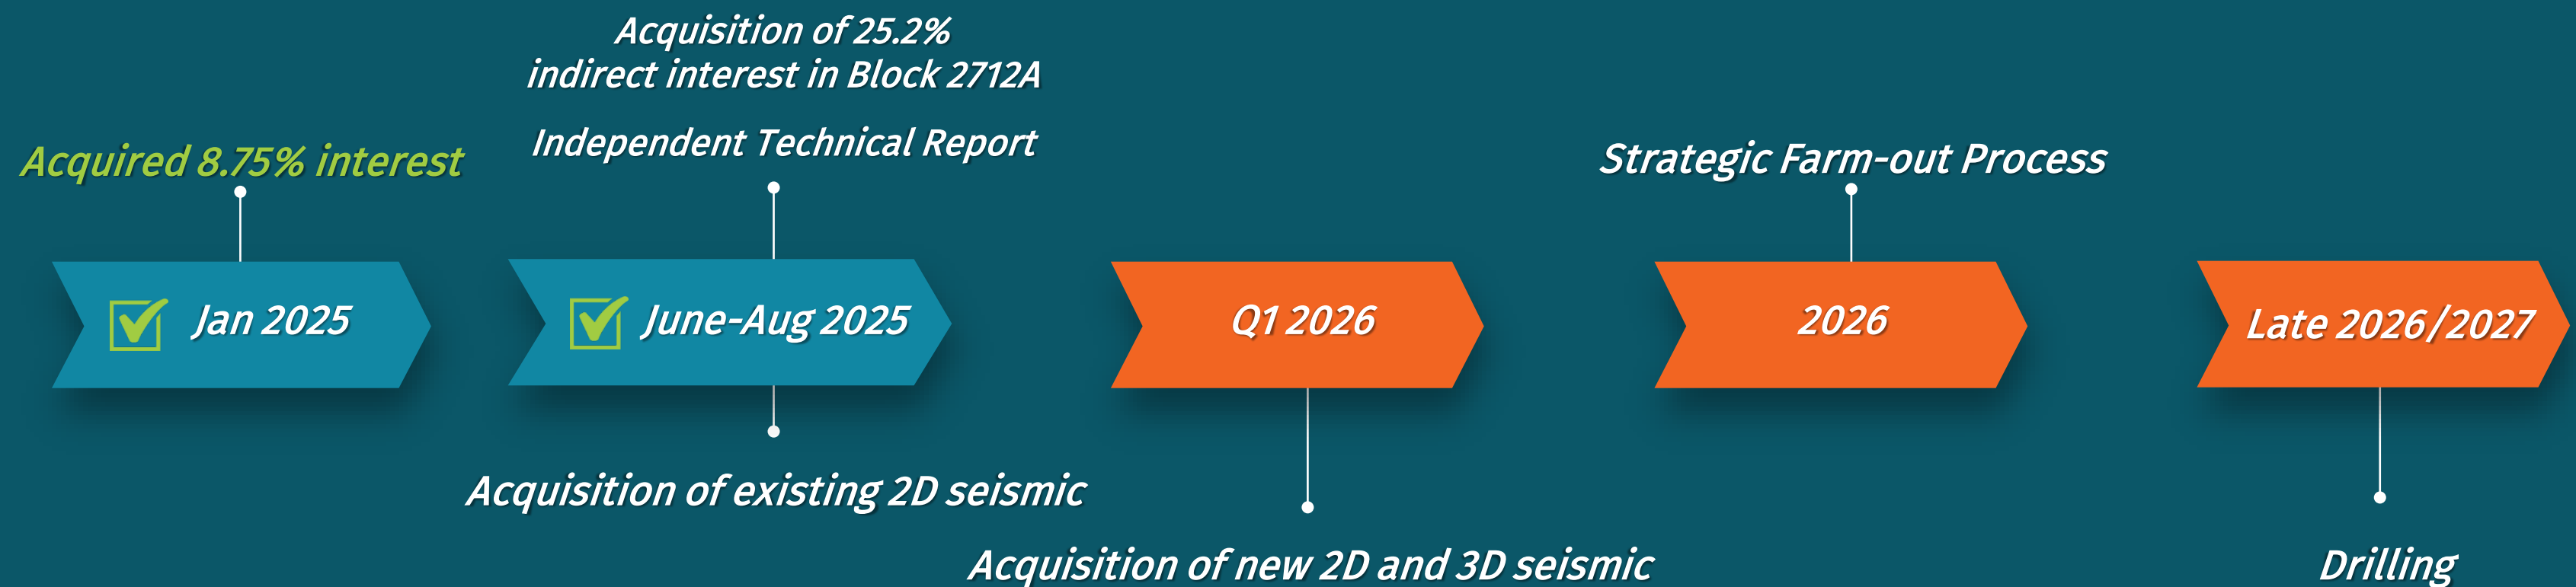 Acquisition of 25.2%
indirect interest in Block 2712A
Independent Technical Report
Acquired 8.75% interest
Strategic Farm-out Process
Jan 2025
June-Aug 2025
Q1 2026
2026
Late 2026/2027
Acquisition of existing 2D seismic
Acquisition of new 2D and 3D seismic
Drilling